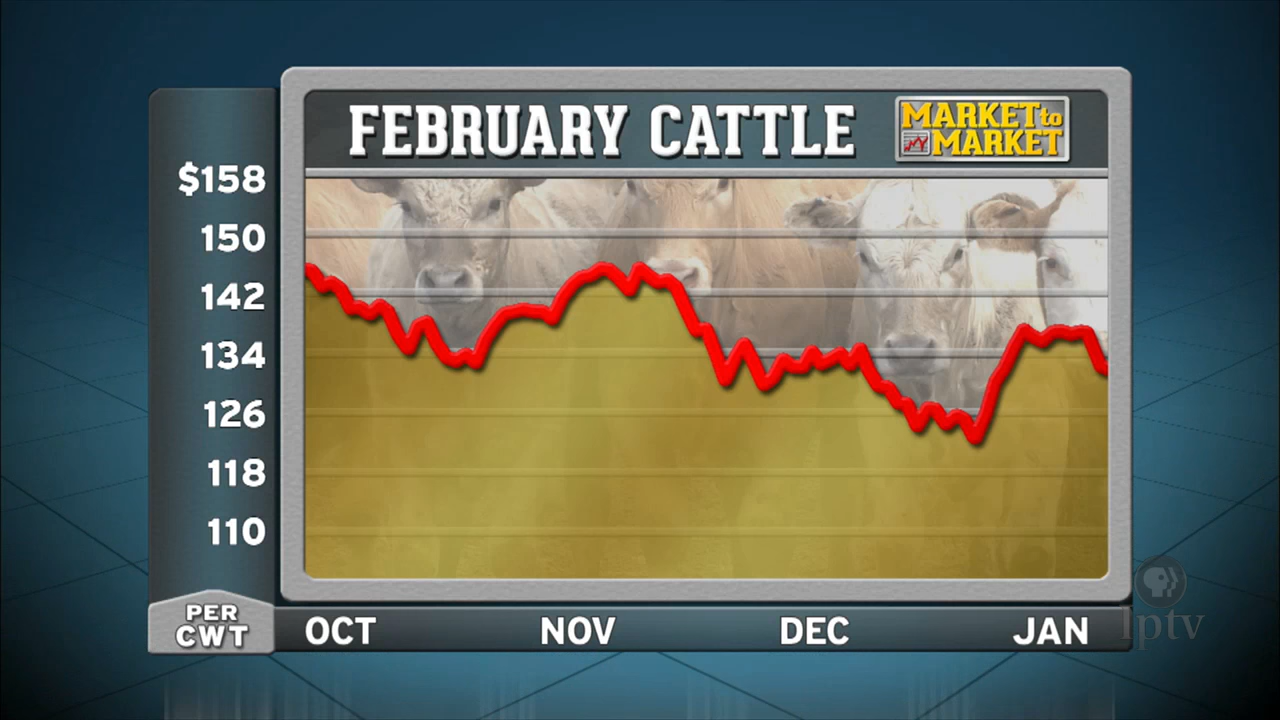 FEBRUARY CATTLE
MARKET to
MARKET
$158
150
142
134
126
118
110
PER
CWT
OCT NOV DEC JAN
Iptv